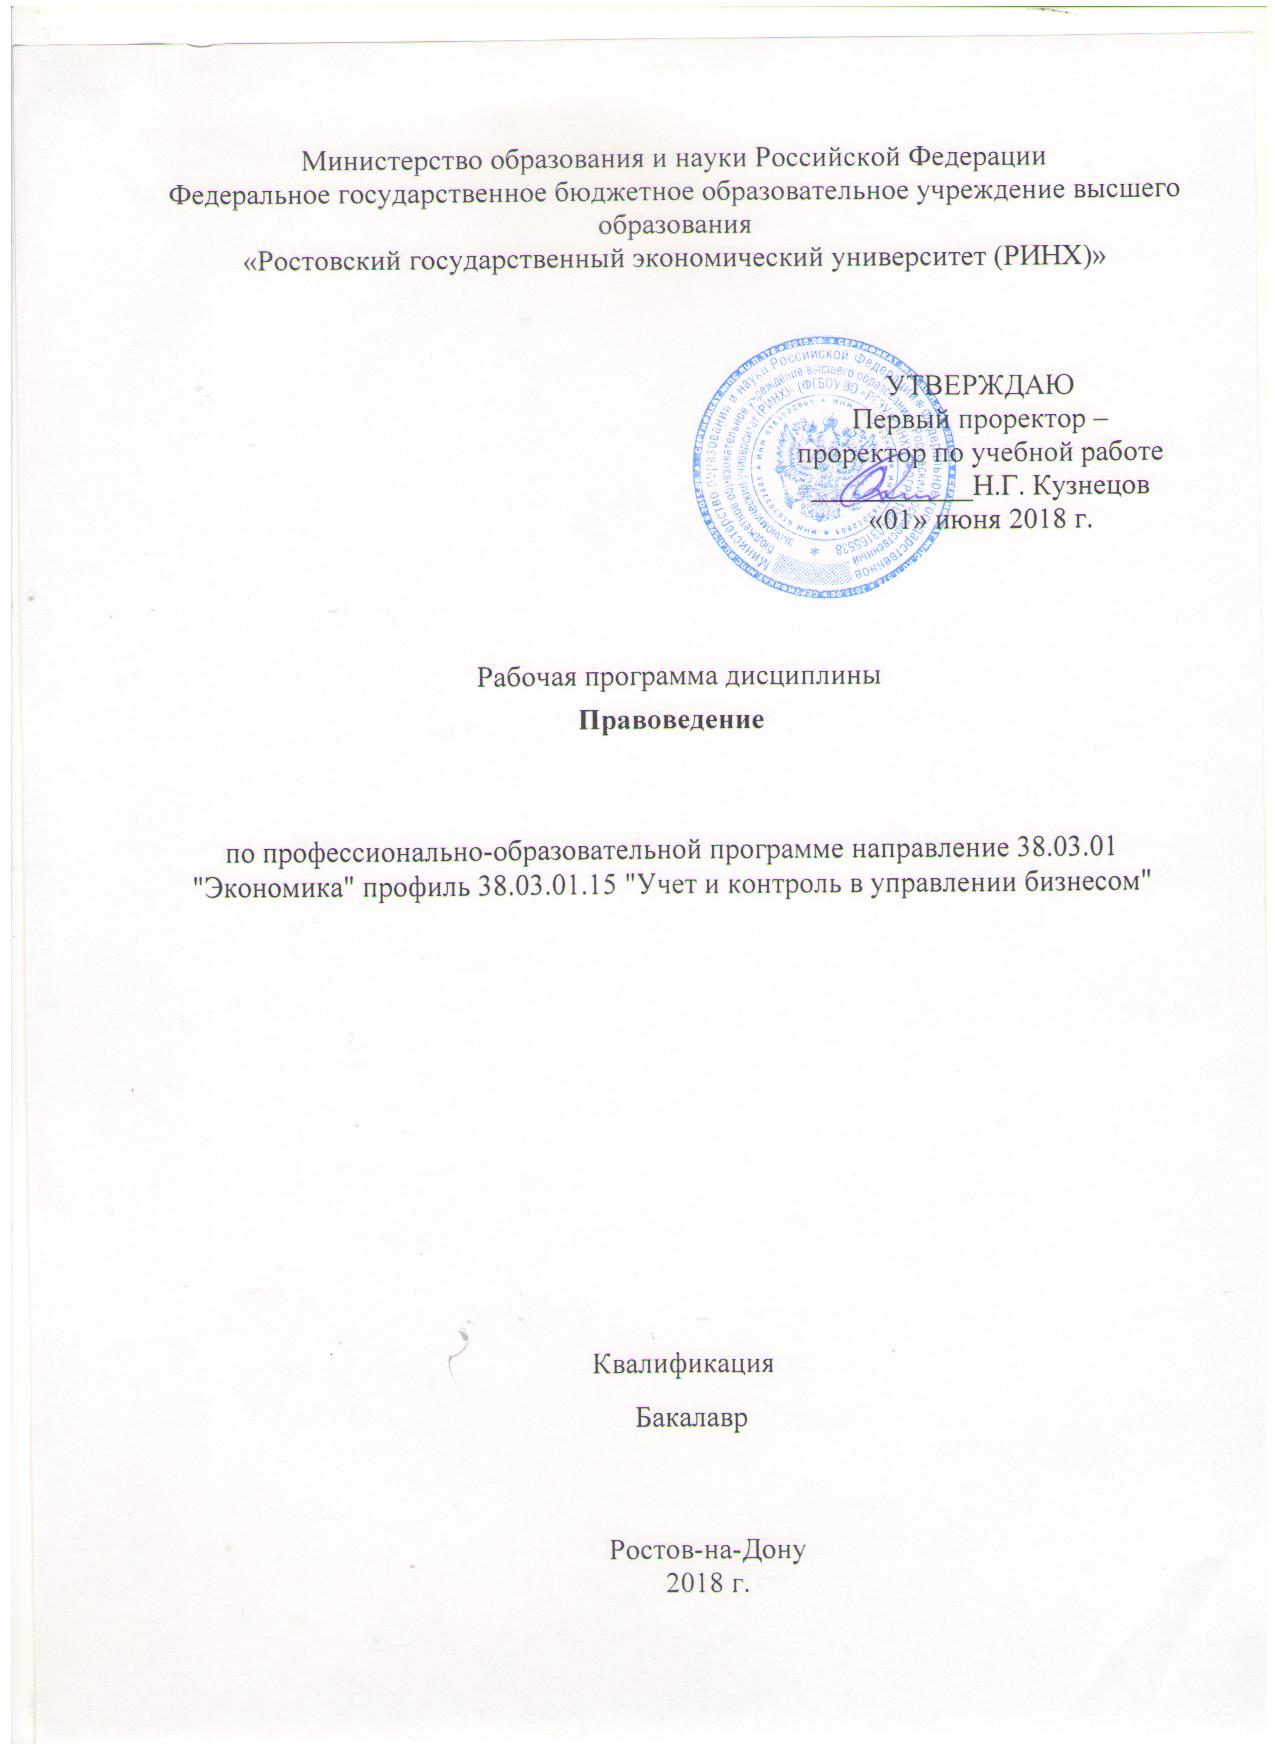 Министерство образования и науки Российской Федерации
Федеральное государственное бюджетное образовательное учреждение высшего
образования
«Ростовский государственный экономический университет (РИНХ)»
УТВЕРЖДАЮ
Первый проректор –
проректор по учебной работе
Н.Г. Кузнецов
«01» июня 2018 г.
Рабочая программа дисциплины
Правоведение
по профессионально-образовательной программе направление 38.03.01
"Экономика" профиль 38.03.01.15 "Учет и контроль в управлении бизнесом"
Квалификация
Бакалавр
Ростов-на-Дону
2018 г.